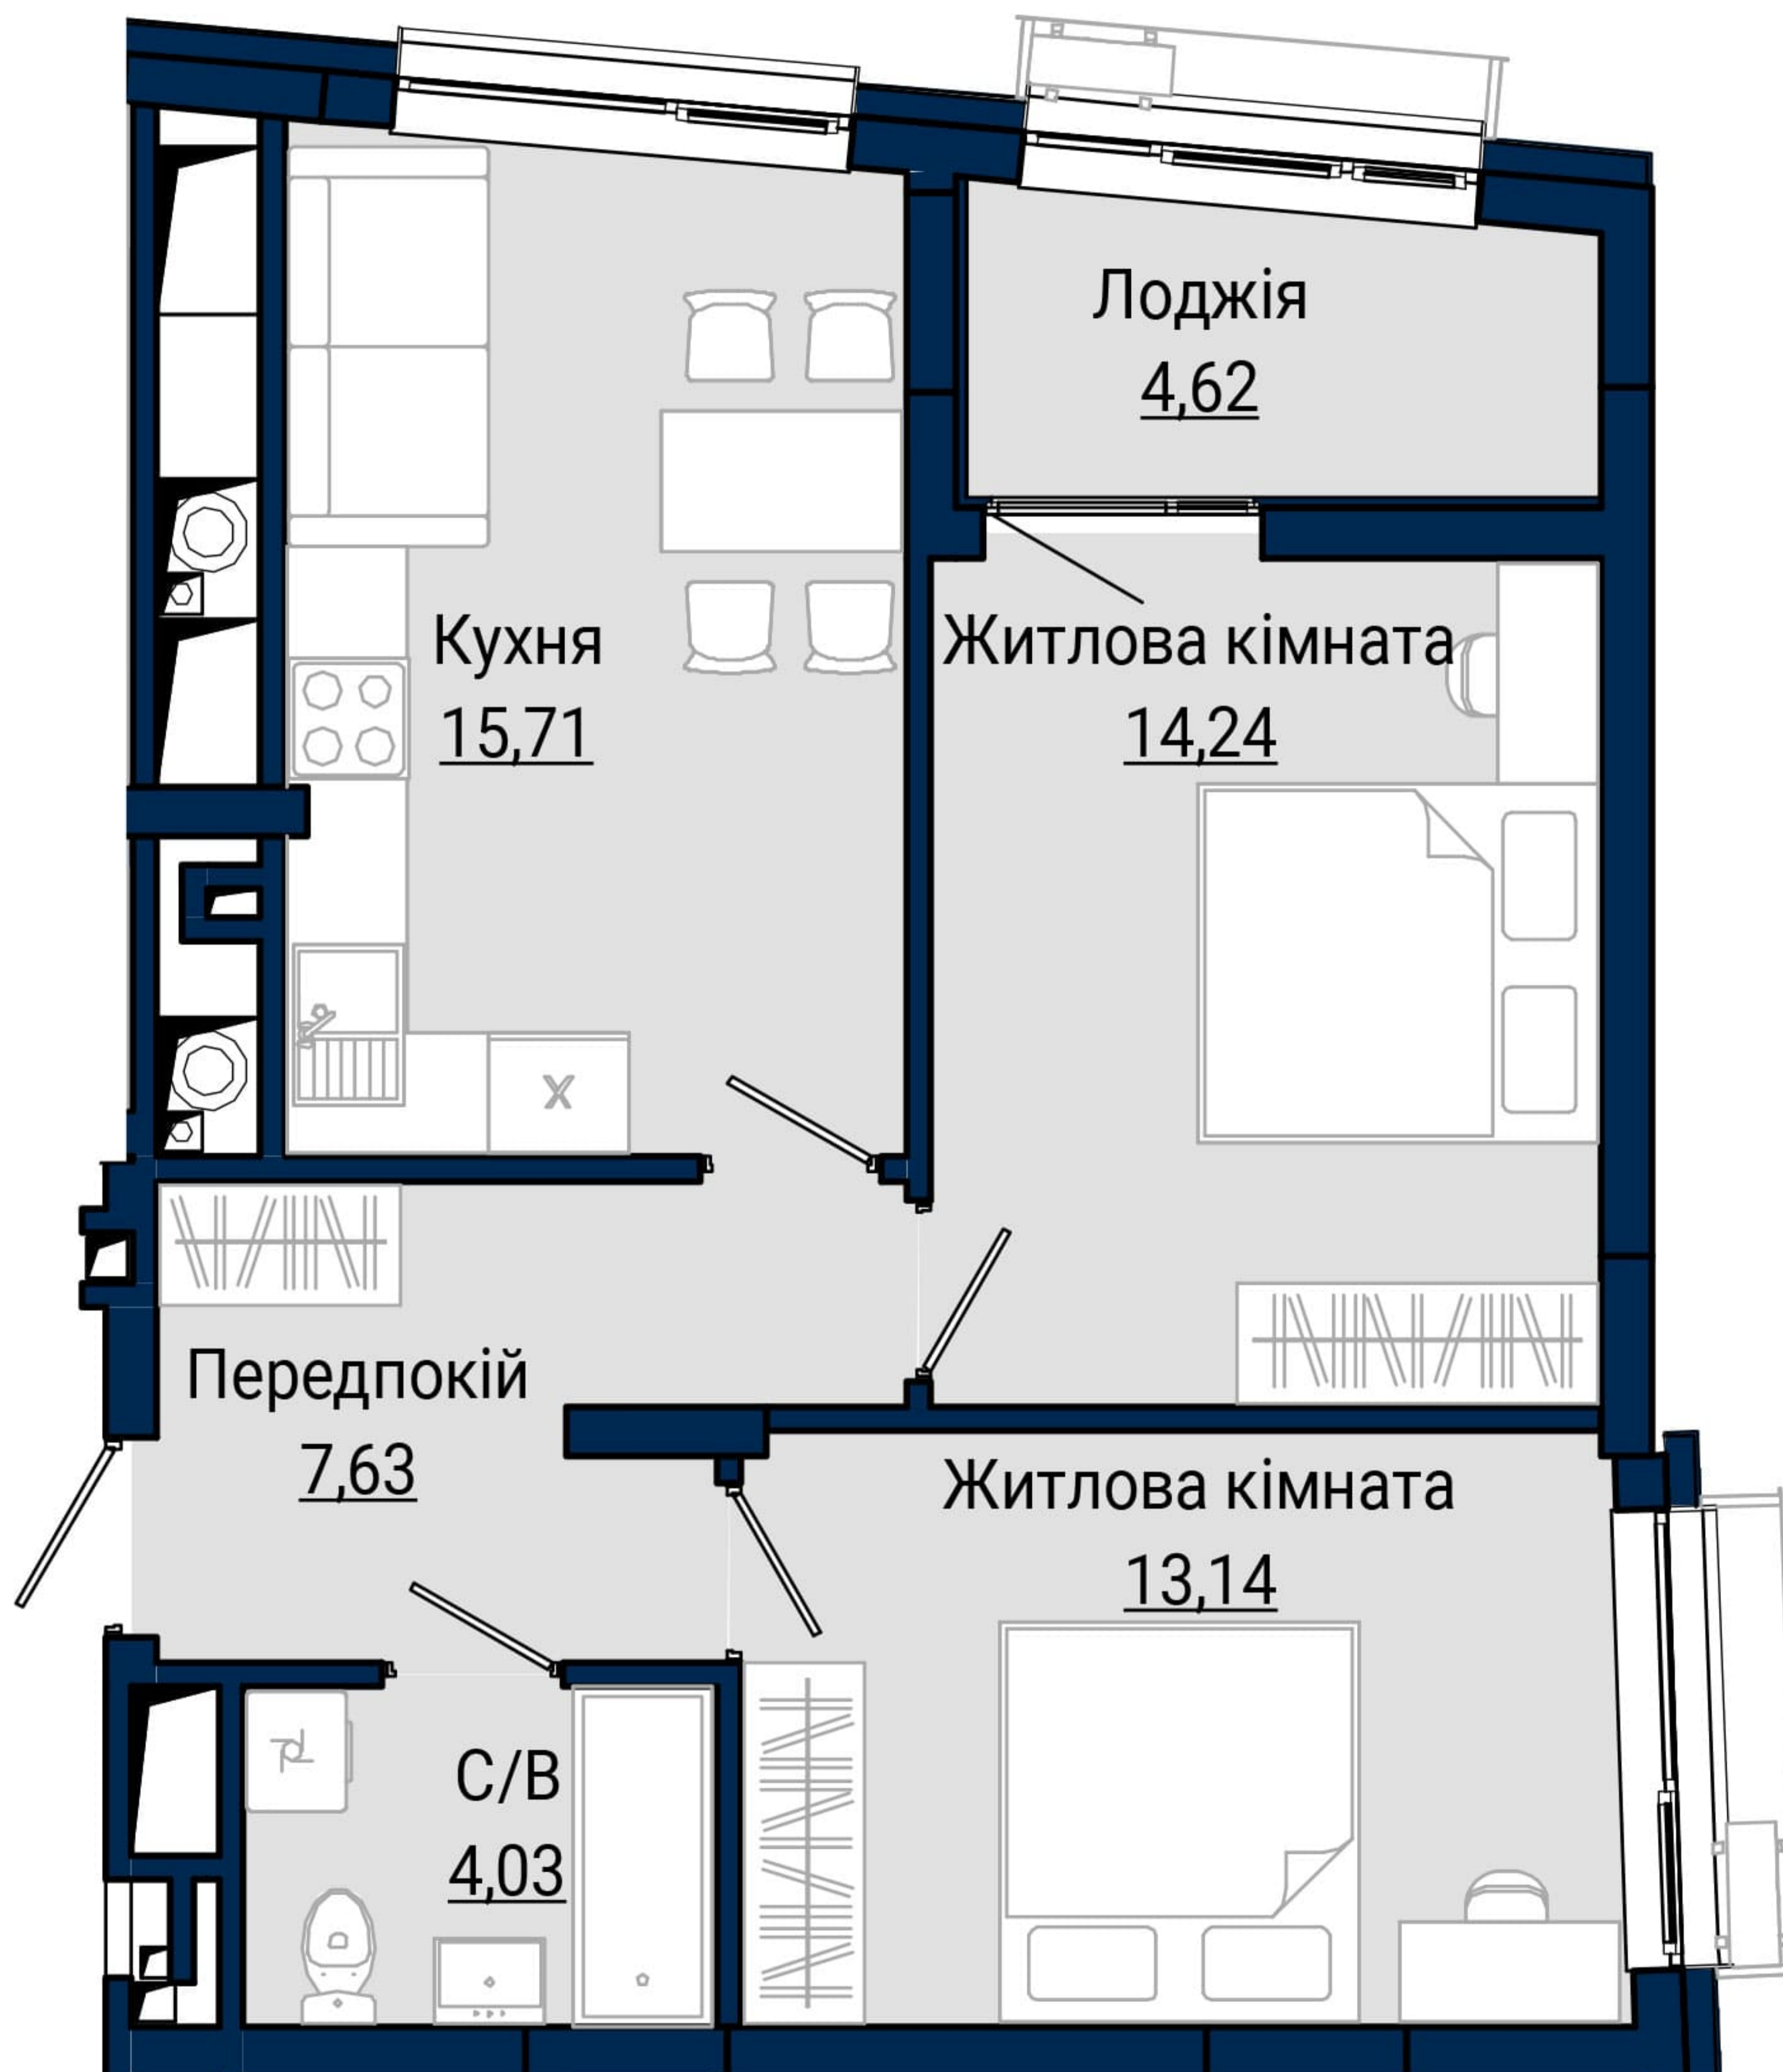 Лоджія
4,62
Кухня
15,71
Житлова кімната
14,24
X
Передпокій
7,63
Житлова кімната
13,14
С/В
4,03